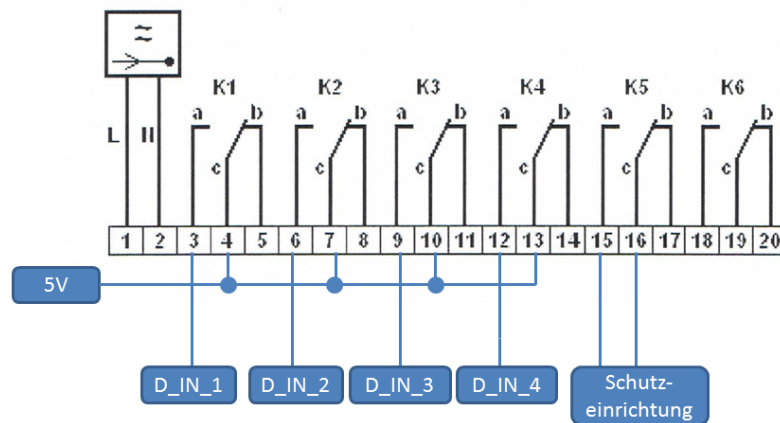 K1 K2 K3 K4 K5 K6
a b a b a b a b a b a b
L II
c c c c c c
1 2 3 4 5 6 7 8 9 10 11 12 13 14 15 16 17 18 19 20
5V
D_IN_1 D_IN_2 D_IN_3 D_IN_4 Schutz-
einrichtung